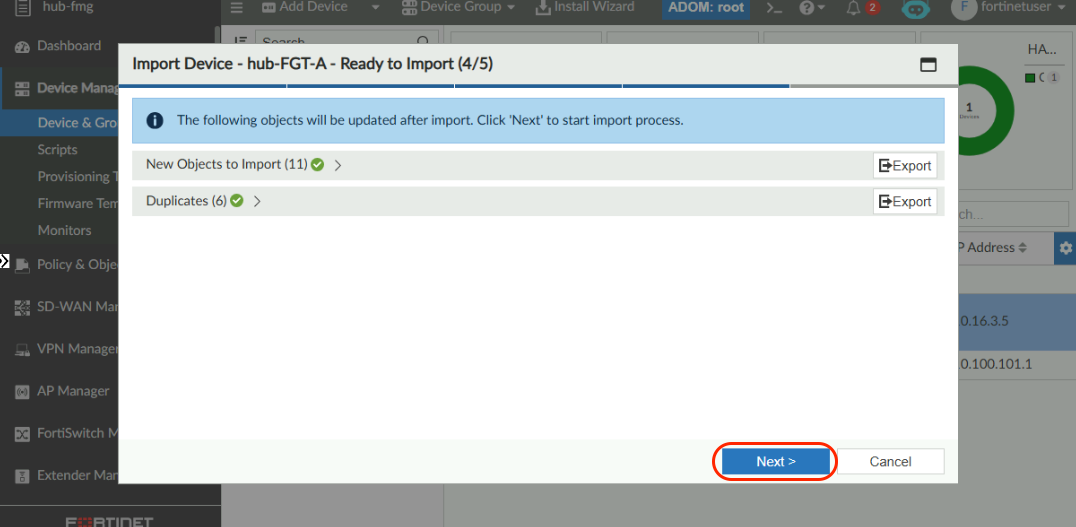 hub-fmg
Add Device
Device Group
Install Wizard
ADOM: root
>_
2
F
fortinetuser
Dashboard
Search...
Import Device - hub-FGT-A - Ready to Import (4/5)
HA...
1
Device Manag
The following objects will be updated after import. Click 'Next' to start import process.
1
Devices
Device & Gro
Scripts
New Objects to Import (11)
Export
Provisioning T
Duplicates (6)
Export
Firmware Tem
ch...
Monitors
P Address
Policy & Obje
SD-WAN Mar
0.16.3.5
VPN Manager
0.100.101.1
AP Manager
FortiSwitch M
Next >
Cancel
Extender Mar
FORTINET